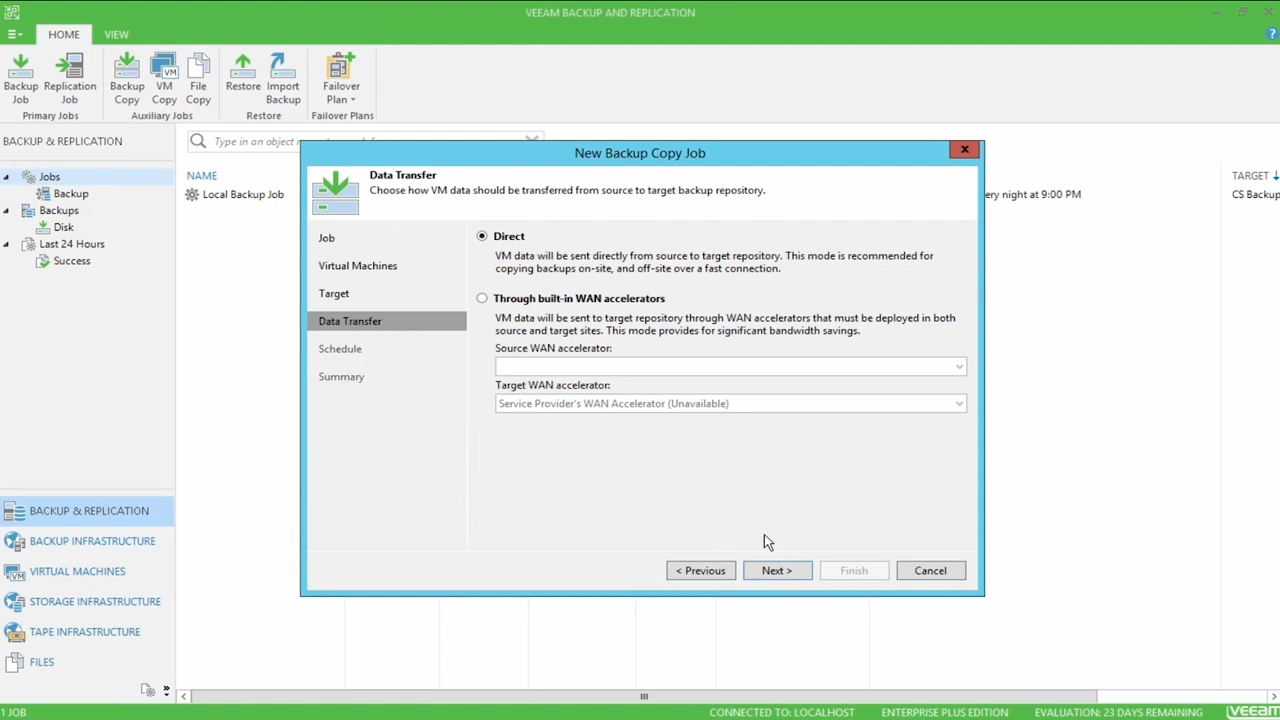 VEEAM BACKUP AND REPLICATION
HOME
VIEW
?
Backup Job
Replication Job
Primary Jobs
Backup Copy
VM
VM Copy
File Copy
Auxiliary Jobs
Restore
Import Backup
Restore
Failover Plan
Failover Plans
BACKUP & REPLICATION
Type in an object
Jobs
Backup
Backups
Disk
Last 24 Hours
Success
NAME
TARGET
Local Backup Job
ery night at 9:00 PM
CS Backup
New Backup Copy Job
Data Transfer
Choose how VM data should be transferred from source to target backup repository.
Job
Virtual Machines
Target
Data Transfer
Schedule
Summary
Direct
VM data will be sent directly from source to target repository. This mode is recommended for
copying backups on-site, and off-site over a fast connection.
Through built-in WAN accelerators
VM data will be sent to target repository through WAN accelerators that must be deployed in both
source and target sites. This mode provides for significant bandwidth savings.
Source WAN accelerator:
Target WAN accelerator:
Service Provider's WAN Accelerator (Unavailable)
< Previous
Next >
Finish
Cancel
BACKUP & REPLICATION
BACKUP INFRASTRUCTURE
VIRTUAL MACHINES
VM
STORAGE INFRASTRUCTURE
TAPE INFRASTRUCTURE
FILES
1 JOB
CONNECTED TO: LOCALHOST
ENTERPRISE PLUS EDITION
EVALUATION: 23 DAYS REMAINING
VEEAM